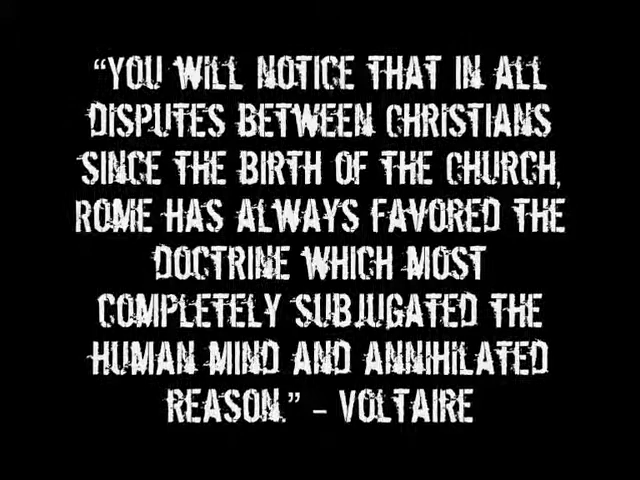 “YOU WILL NOTICE THAT IN ALL
DISPUTES BETWEEN CHRISTIANS
SINCE THE BIRTH OF THE CHURCH,
ROME HAS ALWAYS FAVORED THE
DOCTRINE WHICH MOST
COMPLETELY SUBJUGATED THE
HUMAN MIND AND ANNIHILATED
REASON.” – VOLTAIRE